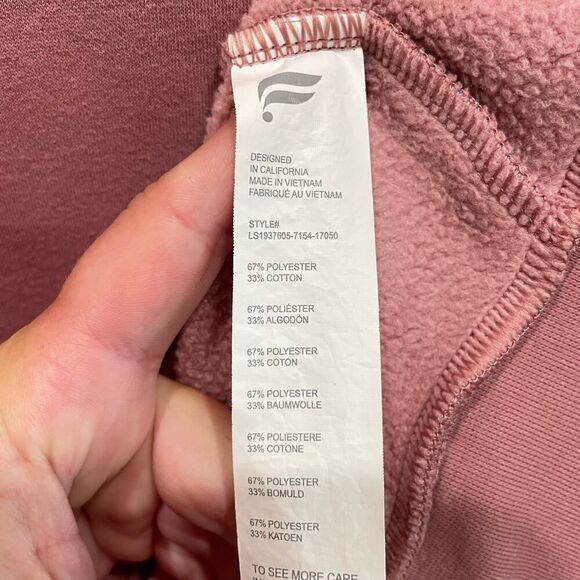 DESIGNED
IN CALIFORNIA
MADE IN VIETNAM
FABRIQUÉ AU VIETNAM
STYLE#
LS1937605-7154-17050
67% POLYESTER
33% COTTON
67% POLIÉSTER
33% ALGODÓN
67% POLYESTER
33% COTON
67% POLYESTER
33% BAUMWOLLE
67% POLIESTERE
33% COTONE
67% POLYESTER
33% BOMULD
67% POLYESTER
33% KATOEN
TO SEE MORE CARE